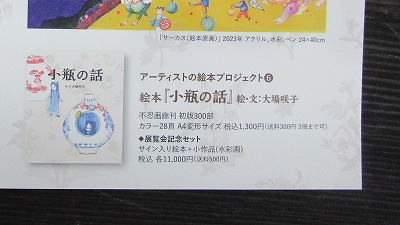 「サーカス(絵本原画)」2023年 アクリル、水彩、ペン 24×40cm
小瓶の話
アーティストの絵本プロジェクト❻
絵本『小瓶の話』 絵・文:大場咲子
不忍画廊刊 初版300部
カラー28頁 A4変形サイズ 税込1,300円(送料300円 3冊まで可)
◆展覧会記念セット
サイン入り絵本+小作品(水彩画)
税込 各11,000円(送料500円)